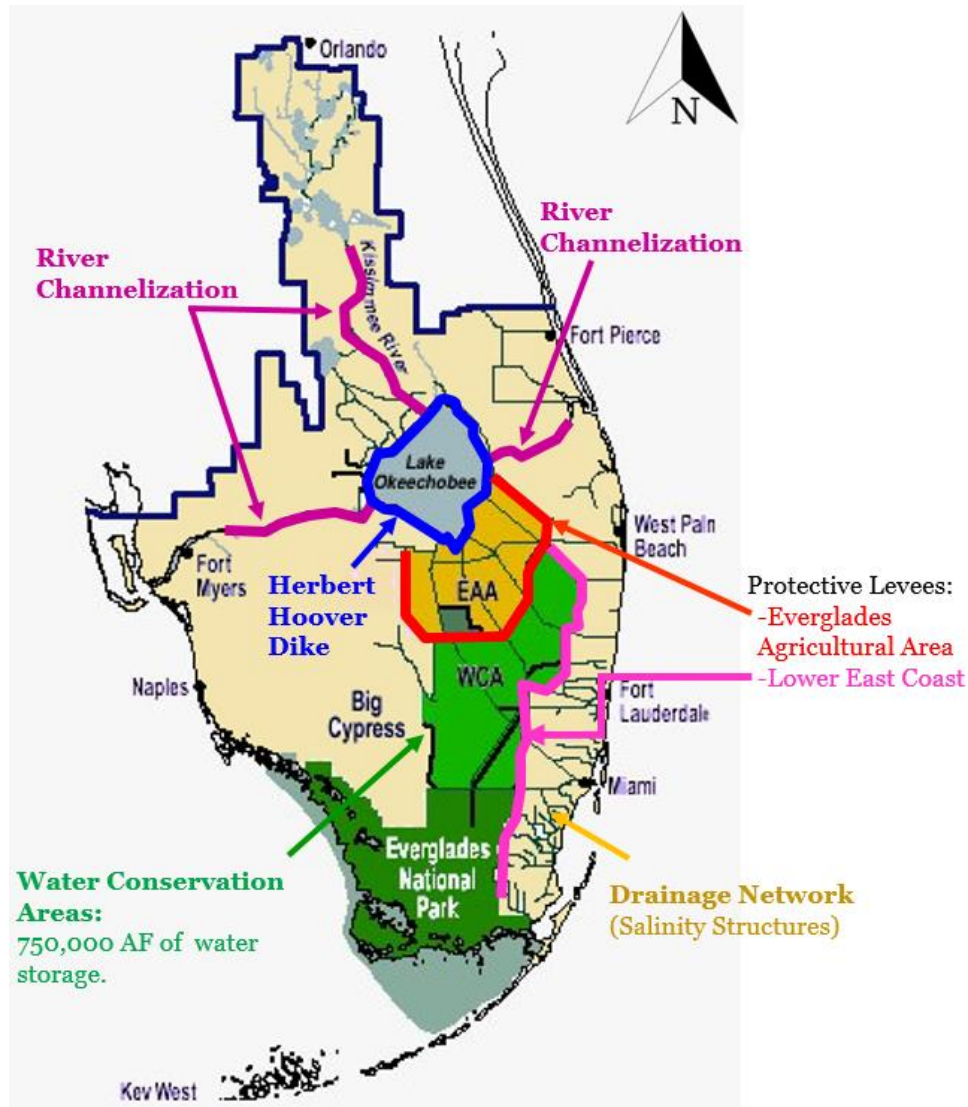 Orlando
N
River
Channelization
River
Channelization
Kissimmee River
Fort Pierce
Lake
Okeechobee
West Paln
Beach
Fort
Myers
Herbert
Hoover
Dike
EAA
Protective Levees:
-Everglades
Agricultural Area
-Lower East Coast
WCA
Naples
Big
Cypress
Fort
Lauderdale
Miami
Everglades
National
Park
Water Conservation
Areas:
750,000 AF of water
storage.
Drainage Network
(Salinity Structures)
Kev West